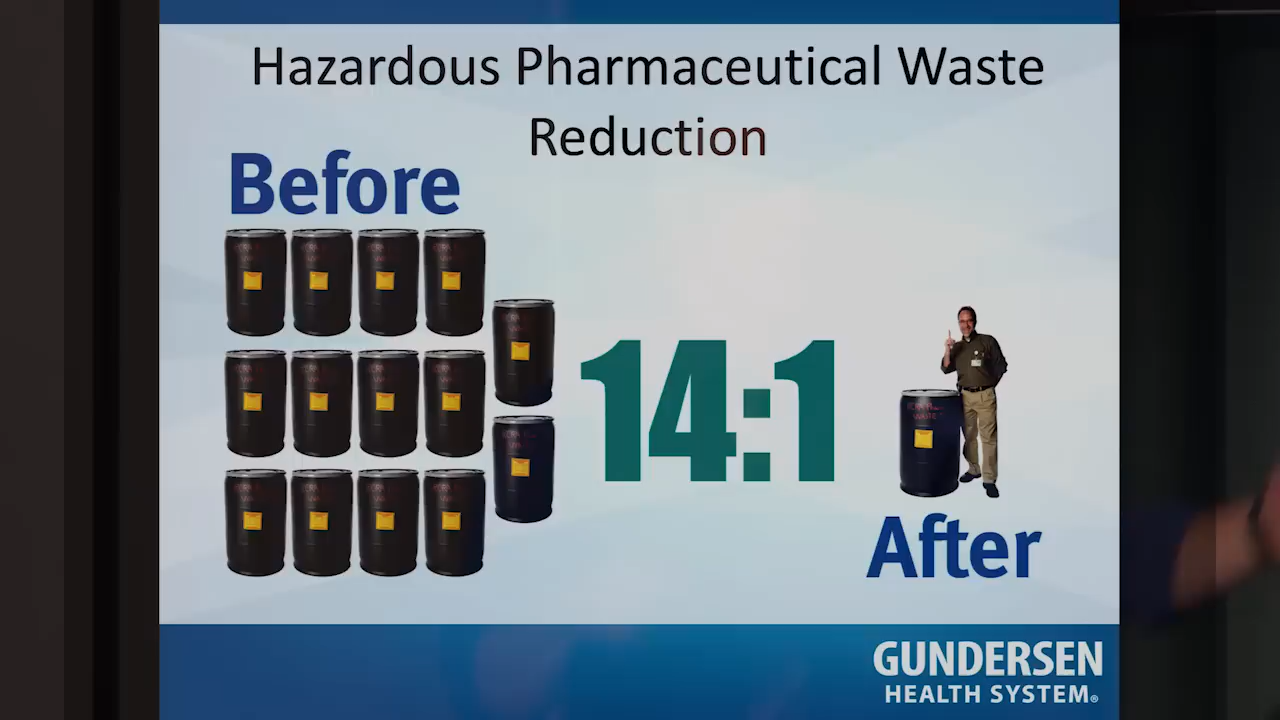 Hazardous Pharmaceutical Waste
Reduction
Before
14:1
After
GUNDERSEN
HEALTH SYSTEM®